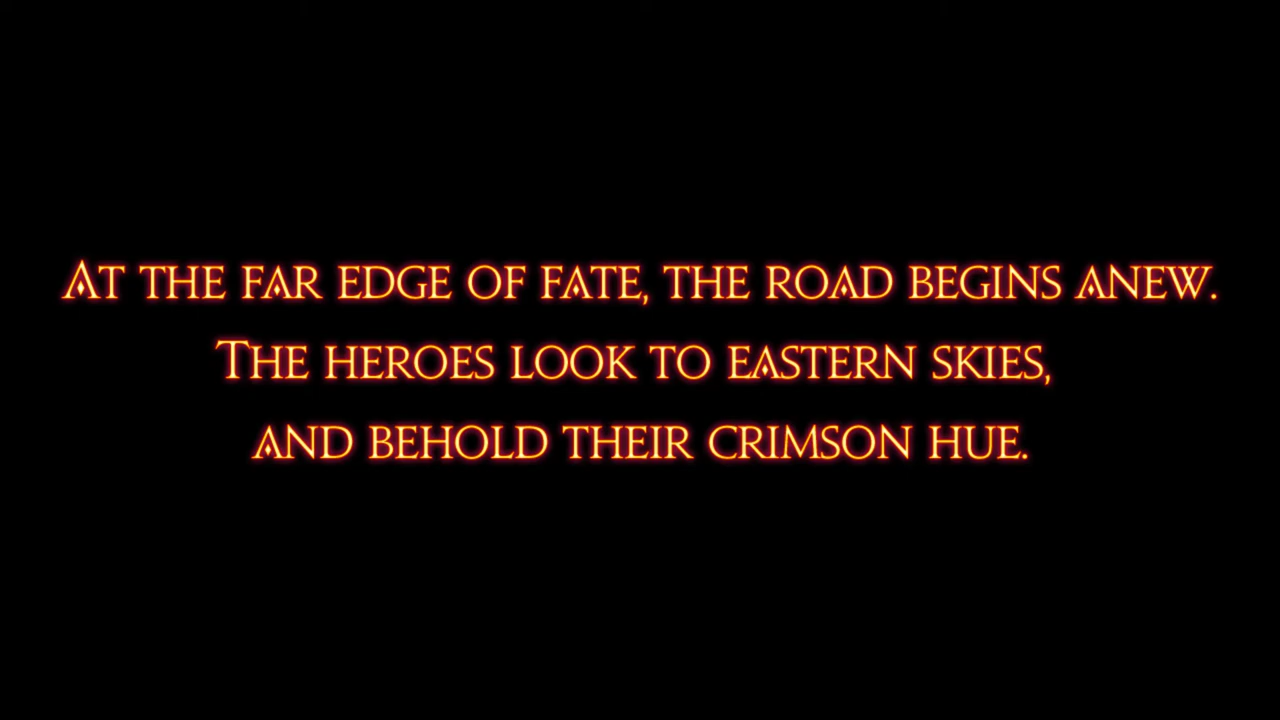 At the far edge of fate, the road begins anew.
The heroes look to eastern skies,
and behold their crimson hue.